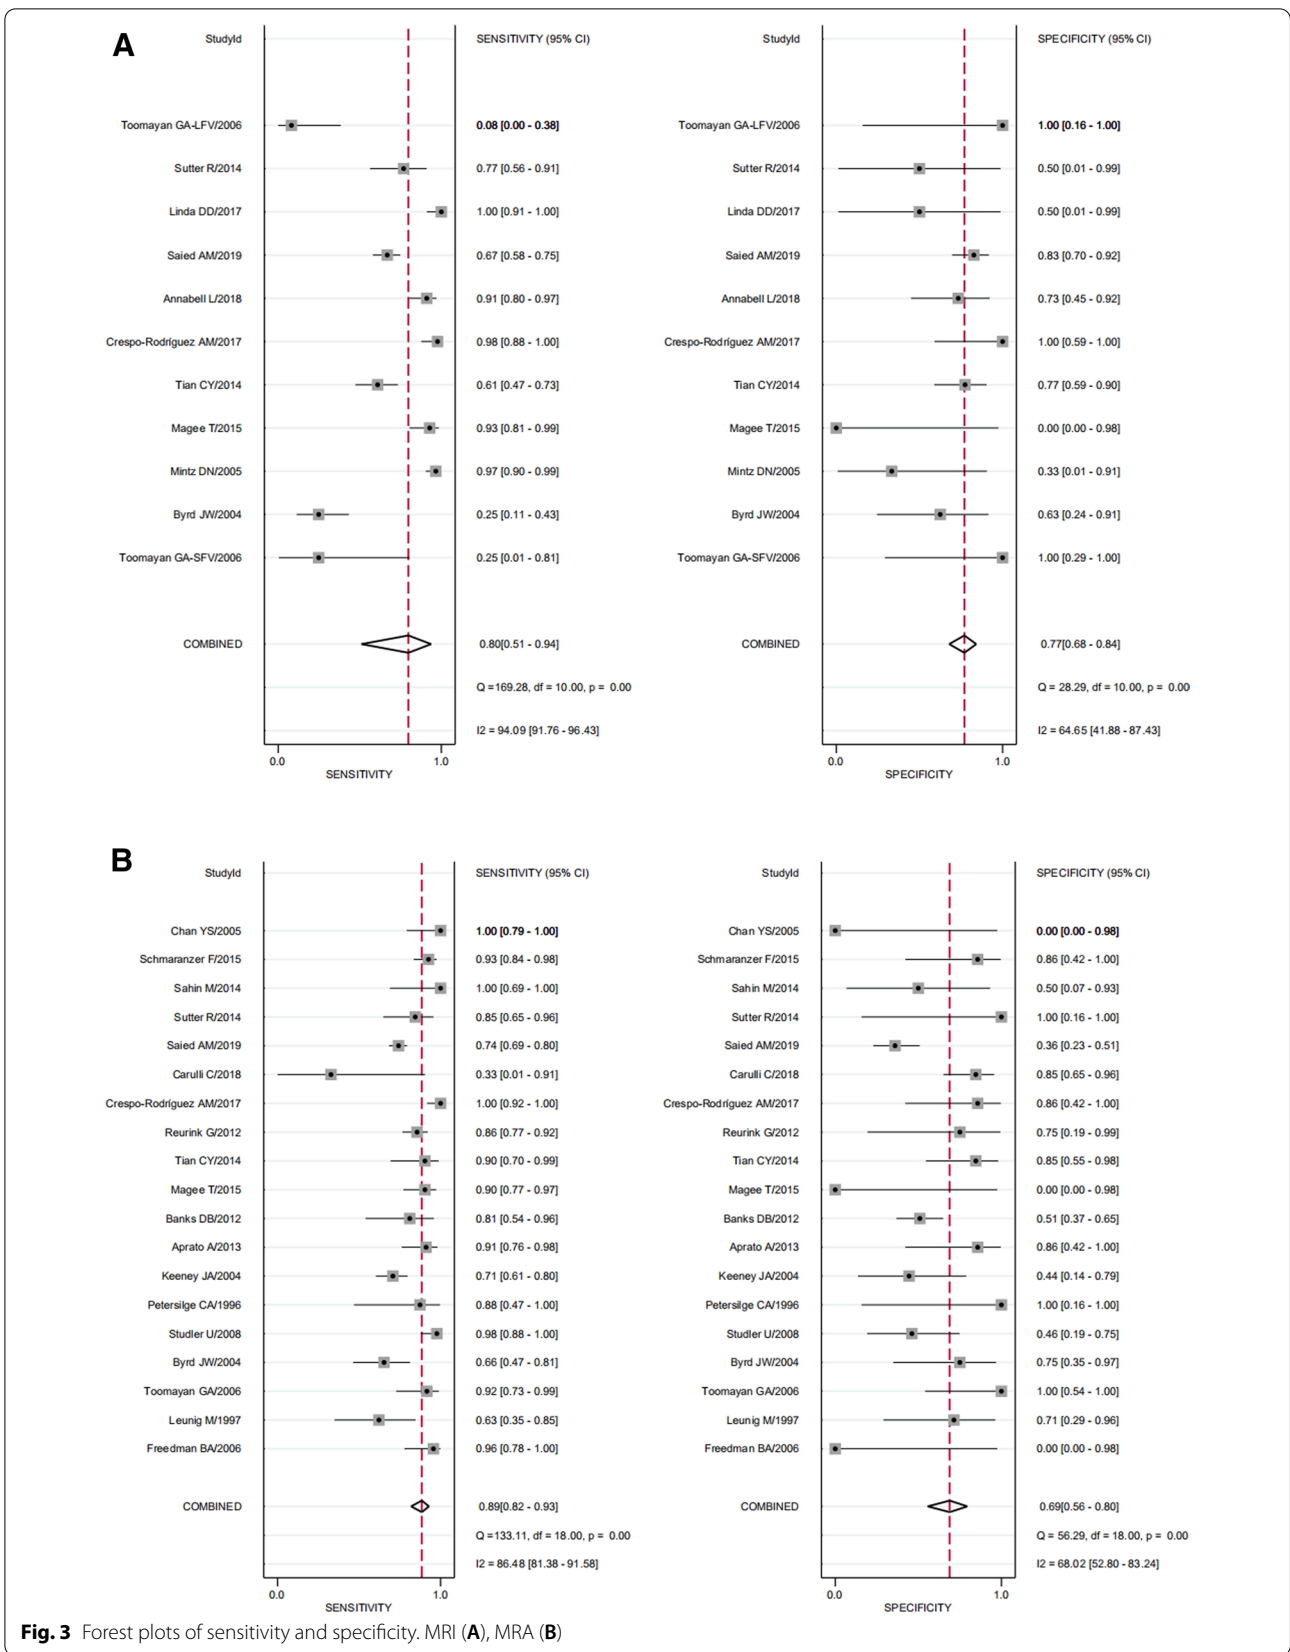 A
StudyId SENSITIVITY (95% CI) StudyId SPECIFICITY (95% CI)
Toomayan GA-LFV/2006 0.08 [0.00 - 0.38] Toomayan GA-LFV/2006 1.00 [0.16 - 1.00]
Sutter R/2014 0.77 [0.56 - 0.91] Sutter R/2014 0.50 [0.01 - 0.99]
Linda DD/2017 1.00 [0.91 - 1.00] Linda DD/2017 0.50 [0.01 - 0.99]
Saied AM/2019 0.67 [0.58 - 0.75] Saied AM/2019 0.83 [0.70 - 0.92]
Annabell L/2018 0.91 [0.80 - 0.97] Annabell L/2018 0.73 [0.45 - 0.92]
Crespo-Rodríguez AM/2017 0.98 [0.88 - 1.00] Crespo-Rodríguez AM/2017 1.00 [0.59 - 1.00]
Tian CY/2014 0.61 [0.47 - 0.73] Tian CY/2014 0.77 [0.59 - 0.90]
Magee T/2015 0.93 [0.81 - 0.99] Magee T/2015 0.00 [0.00 - 0.98]
Mintz DN/2005 0.97 [0.90 - 0.99] Mintz DN/2005 0.33 [0.01 - 0.91]
Byrd JW/2004 0.25 [0.11 - 0.43] Byrd JW/2004 0.63 [0.24 - 0.91]
Toomayan GA-SFV/2006 0.25 [0.01 - 0.81] Toomayan GA-SFV/2006 1.00 [0.29 - 1.00]
COMBINED 0.80[0.51 - 0.94] COMBINED 0.77[0.68 - 0.84]
Q =169.28, df = 10.00, p = 0.00 Q = 28.29, df = 10.00, p = 0.00
I2 = 94.09 [91.76 - 96.43] I2 = 64.65 [41.88 - 87.43]
0.0 1.0 0.0 1.0
SENSITIVITY SPECIFICITY
B
StudyId SENSITIVITY (95% CI) StudyId SPECIFICITY (95% CI)
Chan YS/2005 1.00 [0.79 - 1.00] Chan YS/2005 0.00 [0.00 - 0.98]
Schmaranzer F/2015 0.93 [0.84 - 0.98] Schmaranzer F/2015 0.86 [0.42 - 1.00]
Sahin M/2014 1.00 [0.69 - 1.00] Sahin M/2014 0.50 [0.07 - 0.93]
Sutter R/2014 0.85 [0.65 - 0.96] Sutter R/2014 1.00 [0.16 - 1.00]
Saied AM/2019 0.74 [0.69 - 0.80] Saied AM/2019 0.36 [0.23 - 0.51]
Carulli C/2018 0.33 [0.01 - 0.91] Carulli C/2018 0.85 [0.65 - 0.96]
Crespo-Rodríguez AM/2017 1.00 [0.92 - 1.00] Crespo-Rodríguez AM/2017 0.86 [0.42 - 1.00]
Reurink G/2012 0.86 [0.77 - 0.92] Reurink G/2012 0.75 [0.19 - 0.99]
Tian CY/2014 0.90 [0.70 - 0.99] Tian CY/2014 0.85 [0.55 - 0.98]
Magee T/2015 0.90 [0.77 - 0.97] Magee T/2015 0.00 [0.00 - 0.98]
Banks DB/2012 0.81 [0.54 - 0.96] Banks DB/2012 0.51 [0.37 - 0.65]
Aprato A/2013 0.91 [0.76 - 0.98] Aprato A/2013 0.86 [0.42 - 1.00]
Keeney JA/2004 0.71 [0.61 - 0.80] Keeney JA/2004 0.44 [0.14 - 0.79]
Petersilge CA/1996 0.88 [0.47 - 1.00] Petersilge CA/1996 1.00 [0.16 - 1.00]
Studler U/2008 0.98 [0.88 - 1.00] Studler U/2008 0.46 [0.19 - 0.75]
Byrd JW/2004 0.66 [0.47 - 0.81] Byrd JW/2004 0.75 [0.35 - 0.97]
Toomayan GA/2006 0.92 [0.73 - 0.99] Toomayan GA/2006 1.00 [0.54 - 1.00]
Leunig M/1997 0.63 [0.35 - 0.85] Leunig M/1997 0.71 [0.29 - 0.96]
Freedman BA/2006 0.96 [0.78 - 1.00] Freedman BA/2006 0.00 [0.00 - 0.98]
COMBINED 0.89[0.82 - 0.93] COMBINED 0.69[0.56 - 0.80]
Q =133.11, df = 18.00, p = 0.00 Q = 56.29, df = 18.00, p = 0.00
I2 = 86.48 [81.38 - 91.58] I2 = 68.02 [52.80 - 83.24]
0.0 1.0 0.0 1.0
SENSITIVITY SPECIFICITY
Fig. 3 Forest plots of sensitivity and specificity. MRI (A), MRA (B)